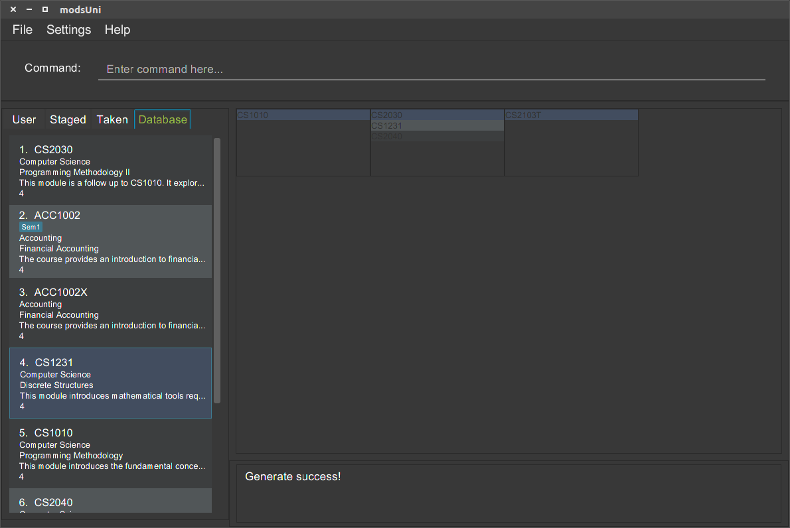 modsUni
File Settings Help
Command: Enter command here...
User Staged Taken Database
1. CS2030
Computer Science
Programming Methodology II
This module is a follow up to CS1010. It explor...
4
2. ACC1002
Sem1
Accounting
Financial Accounting
The course provides an introduction to financia...
4
3. ACC1002X
Accounting
Financial Accounting
The course provides an introduction to financia...
4
4. CS1231
Computer Science
Discrete Structures
This module introduces mathematical tools req...
4
5. CS1010
Computer Science
Programming Methodology
This module introduces the fundamental conce...
4
6. CS2040
CS1010 CS2030 CS2103T
CS1231
Generate success!